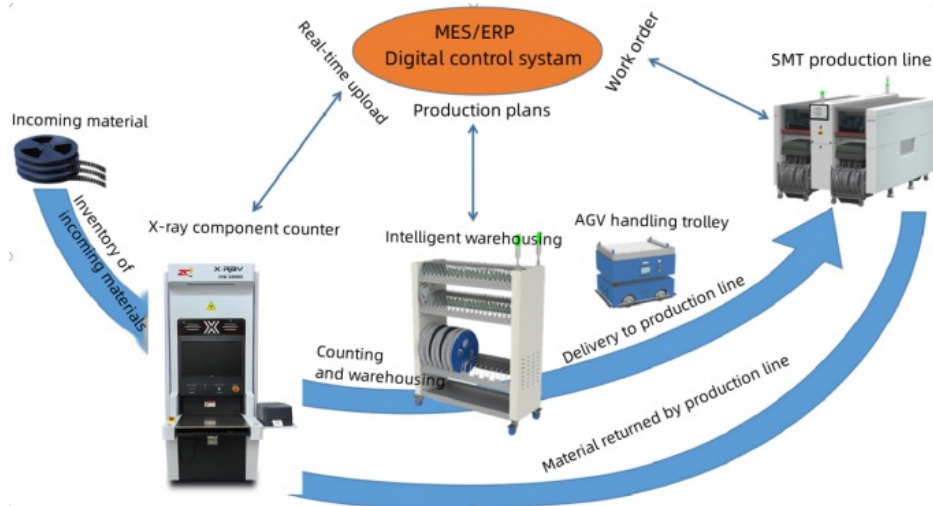 MES/ERP
Digital control systam
Real-time upload
Production plans
Work order
SMT production line
Incoming material
Inventory of
incoming materials
X-ray component counter
Intelligent warehousing
AGV handling trolley
X-RAY
Counting
and warehousing
Delivery to production line
Material returned by production line